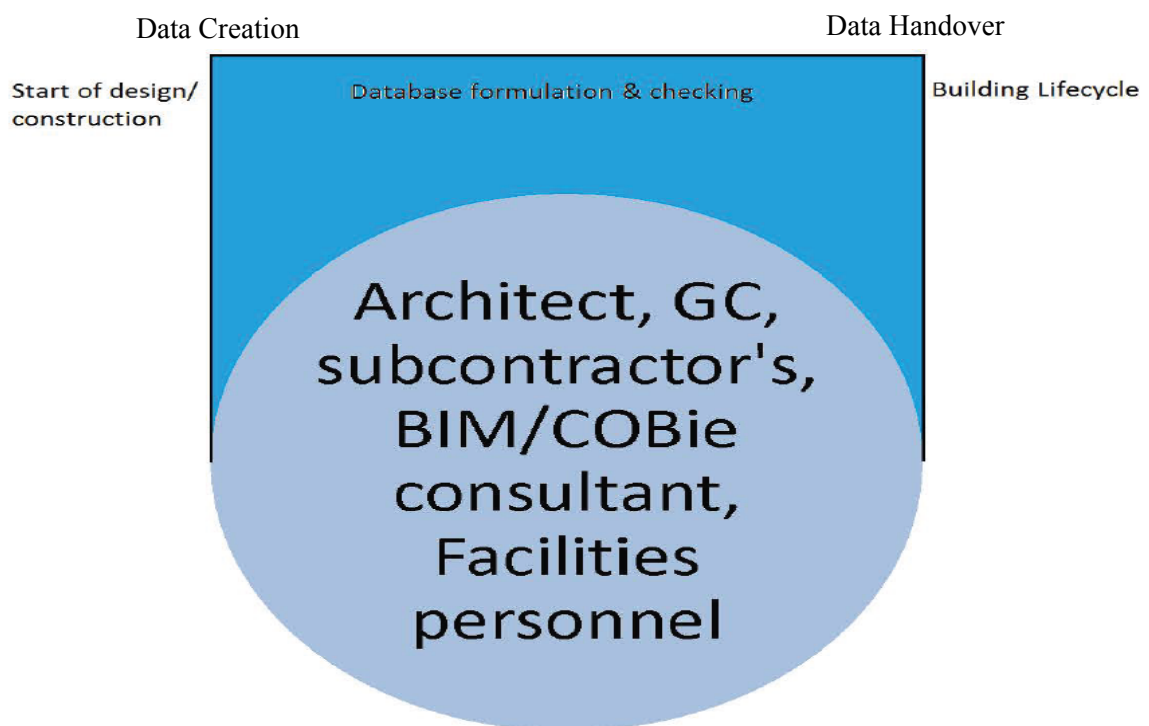 Data Creation
Data Handover
Start of design/
construction
Database formulation & checking
Building Lifecycle
Architect, GC,
subcontractor's,
BIM/COBie
consultant,
Facilities
personnel